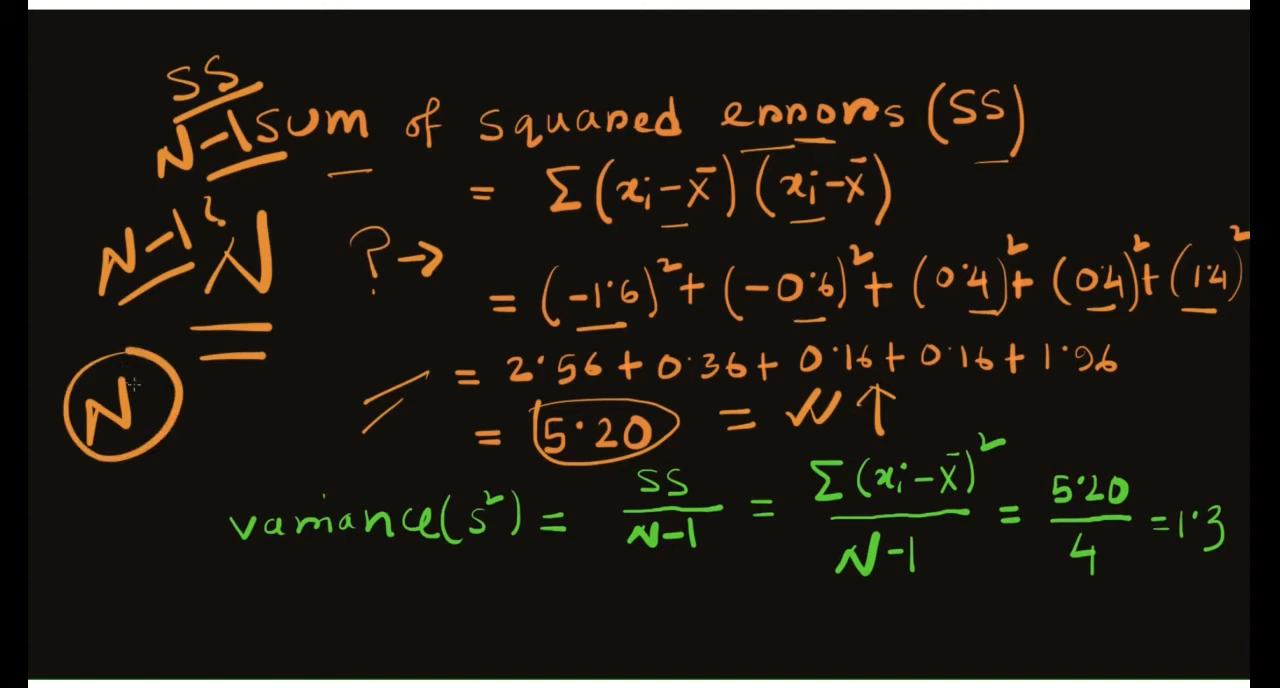 SS
N-1
sum of squared errors (SS)
= Σ(xi-x̄)(xi-x̄)
N-1 ? N ? →
= (-1.6)² + (-0.6)² + (0.4)² + (0.4)² + (1.4)²
= 2.56 + 0.36 + 0.16 + 0.16 + 1.96
N
= 5.20 = N ↑
variance(s²) = SS/N-1 = Σ(xi-x̄)²/N-1 = 5.20/4 = 1.3